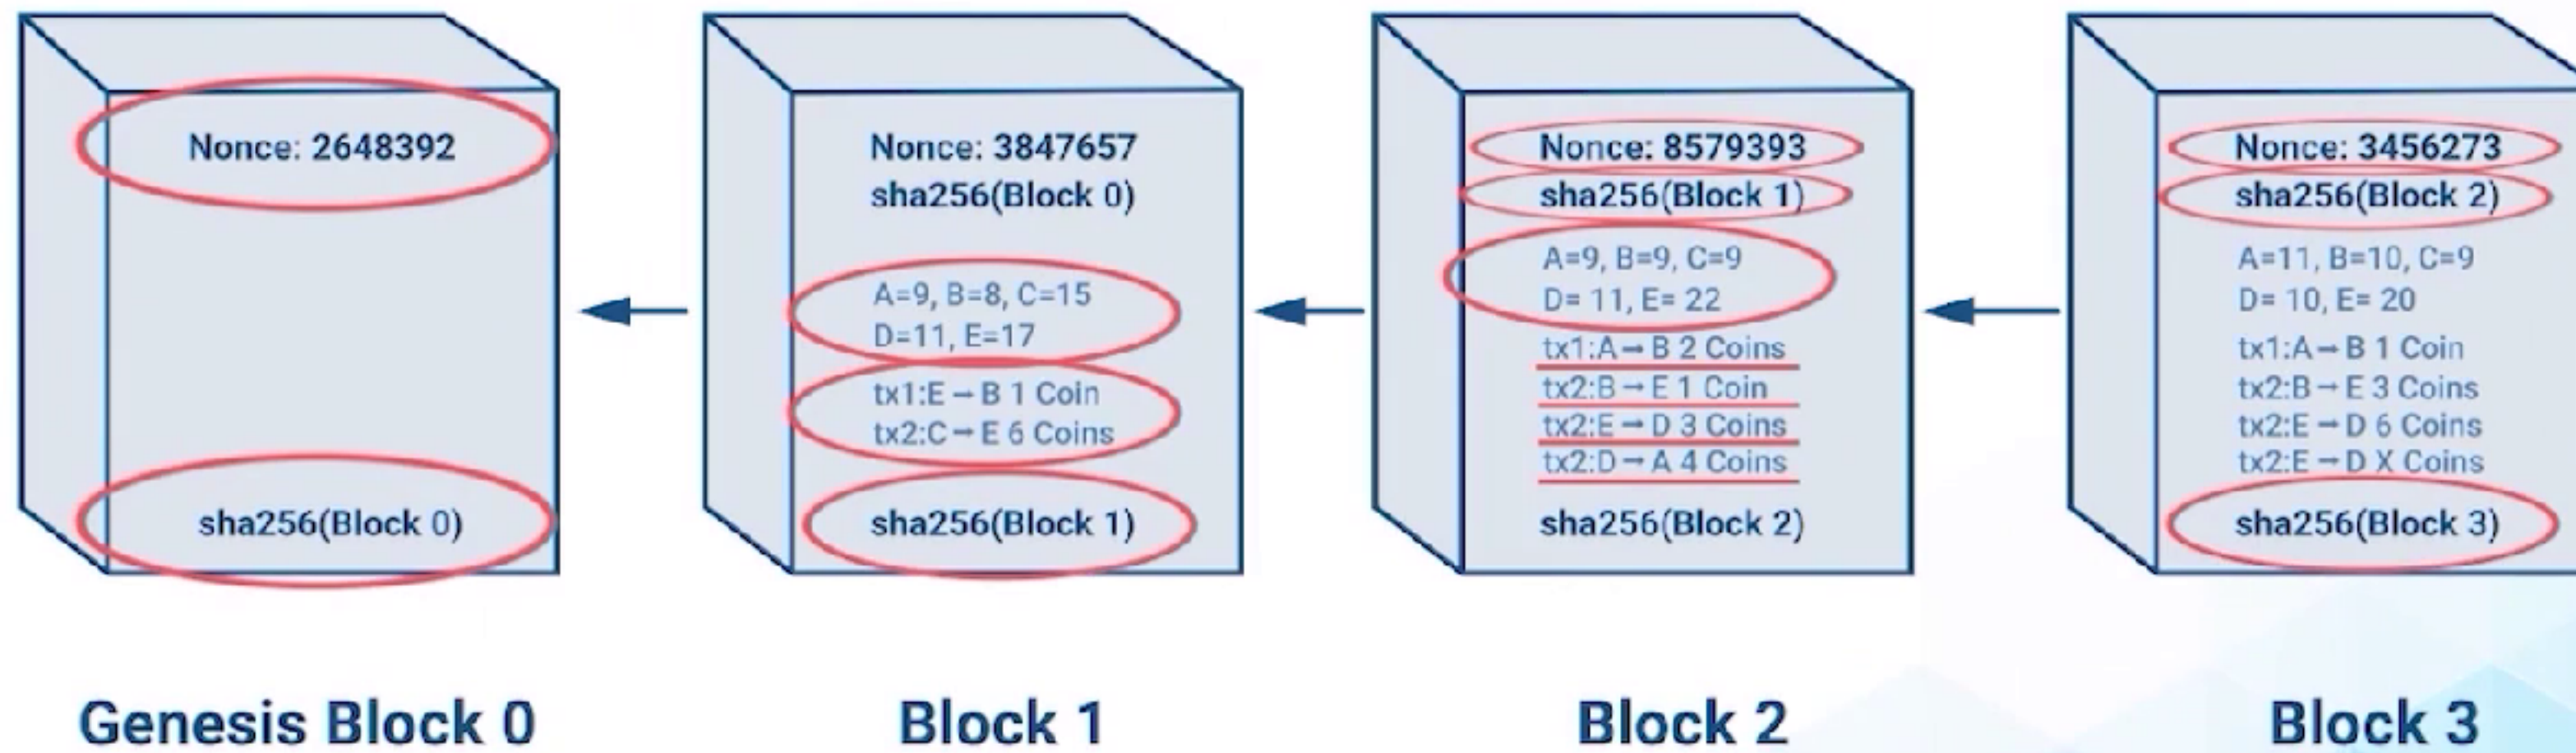 Nonce: 2648392
sha256(Block 0)
Genesis Block 0
Nonce: 3847657
sha256(Block 0)
A=9, B=8, C=15
D=11, E=17
tx1:E→B 1 Coin
tx2:C→E 6 Coins
sha256(Block 1)
Block 1
Nonce: 8579393
sha256(Block 1)
A=9, B=9, C=9
D= 11, E= 22
tx1:A→B 2 Coins
tx2:B→E 1 Coin
tx2:E→D 3 Coins
tx2:D→A 4 Coins
sha256(Block 2)
Block 2
Nonce: 3456273
sha256(Block 2)
A=11, B=10, C=9
D= 10, E= 20
tx1:A→B 1 Coin
tx2:B→E 3 Coins
tx2:E→D 6 Coins
tx2:E→D X Coins
sha256(Block 3)
Block 3